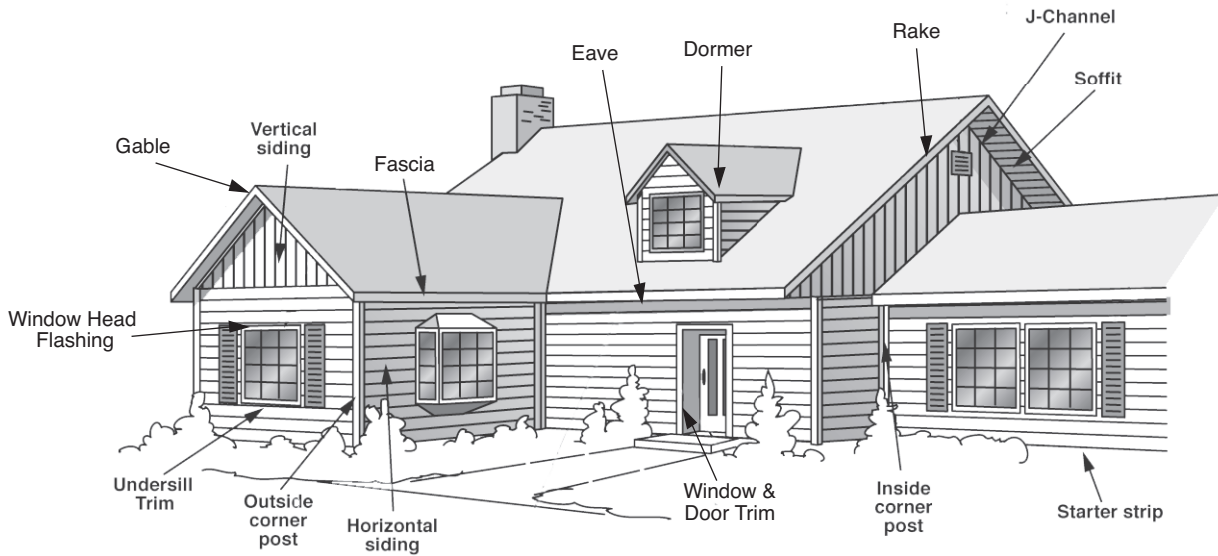 J-Channel
Rake
Soffit
Eave
Dormer
Vertical
siding
Gable
Fascia
Window Head
Flashing
Undersill
Trim
Outside
corner
post
Horizontal
siding
Window &
Door Trim
Inside
corner
post
Starter strip